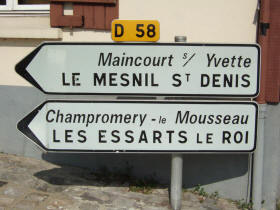 D 58
Maincourt s/ Yvette
LE MESNIL ST DENIS
Champromery - le Mousseau
LES ESSARTS LE ROI